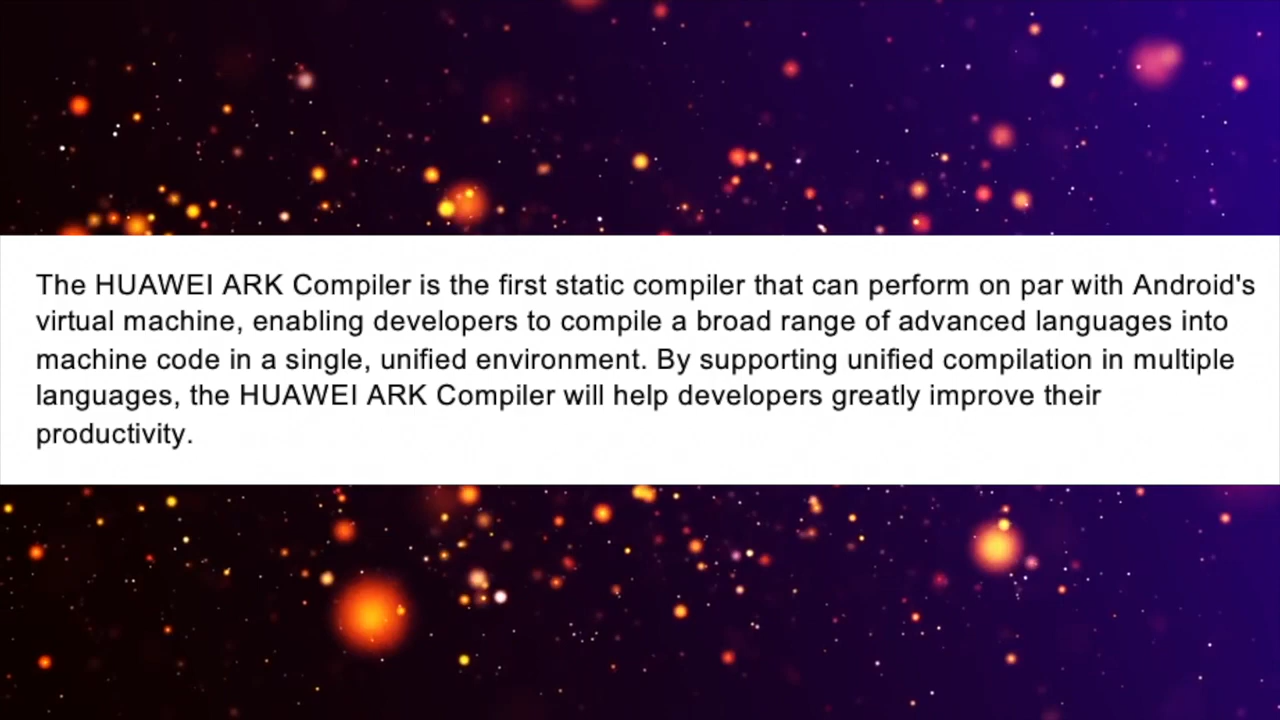 The HUAWEI ARK Compiler is the first static compiler that can perform on par with Android's
virtual machine, enabling developers to compile a broad range of advanced languages into
machine code in a single, unified environment. By supporting unified compilation in multiple
languages, the HUAWEI ARK Compiler will help developers greatly improve their
productivity.